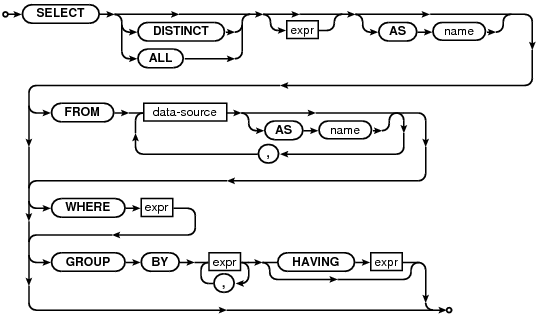 SELECT DISTINCT ALL expr AS name
FROM data-source AS name ,
WHERE expr
GROUP BY expr , HAVING expr